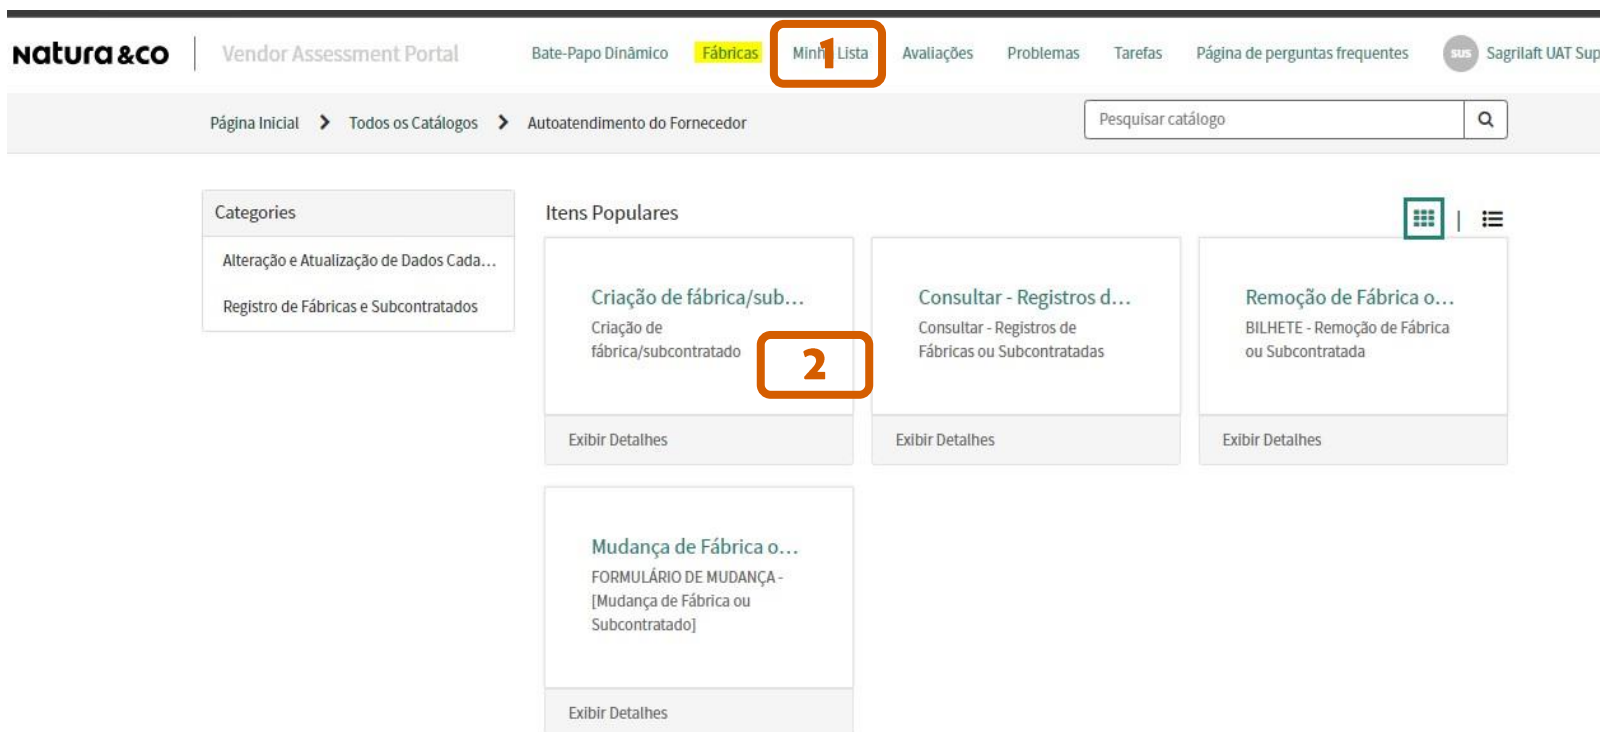 Natura &co
Vendor Assessment Portal
Bate-Papo Dinâmico
Fábricas
Minha Lista
1
Avaliações
Problemas
Tarefas
Página de perguntas frequentes
sus
Sagrilaft UAT Sup
Página Inicial
Todos os Catálogos
Autoatendimento do Fornecedor
Pesquisar catálogo
Categories
Alteração e Atualização de Dados Cada...
Registro de Fábricas e Subcontratados
Itens Populares
Criação de fábrica/sub...
Criação de
fábrica/subcontratado
2
Exibir Detalhes
Consultar - Registros d...
Consultar - Registros de
Fábricas ou Subcontratadas
Exibir Detalhes
Remoção de Fábrica o...
BILHETE - Remoção de Fábrica
ou Subcontratada
Exibir Detalhes
Mudança de Fábrica o...
FORMULÁRIO DE MUDANÇA -
[Mudança de Fábrica ou
Subcontratado]
Exibir Detalhes